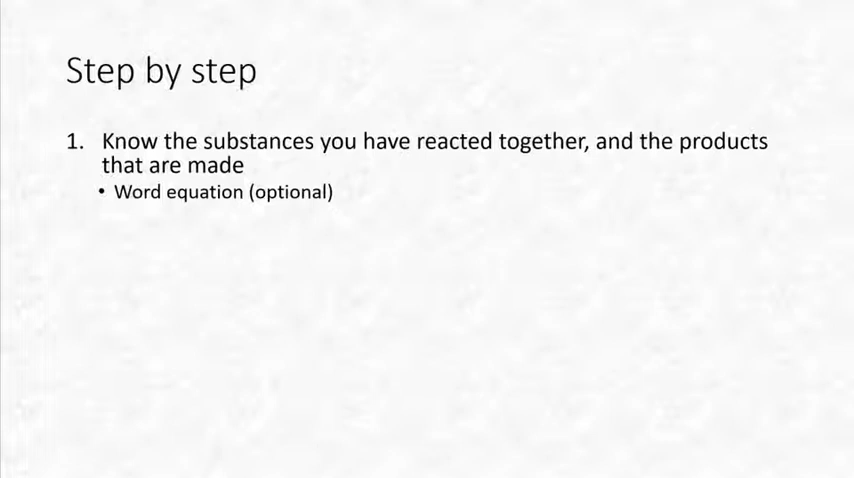 Step by step
1. Know the substances you have reacted together, and the products
that are made
• Word equation (optional)